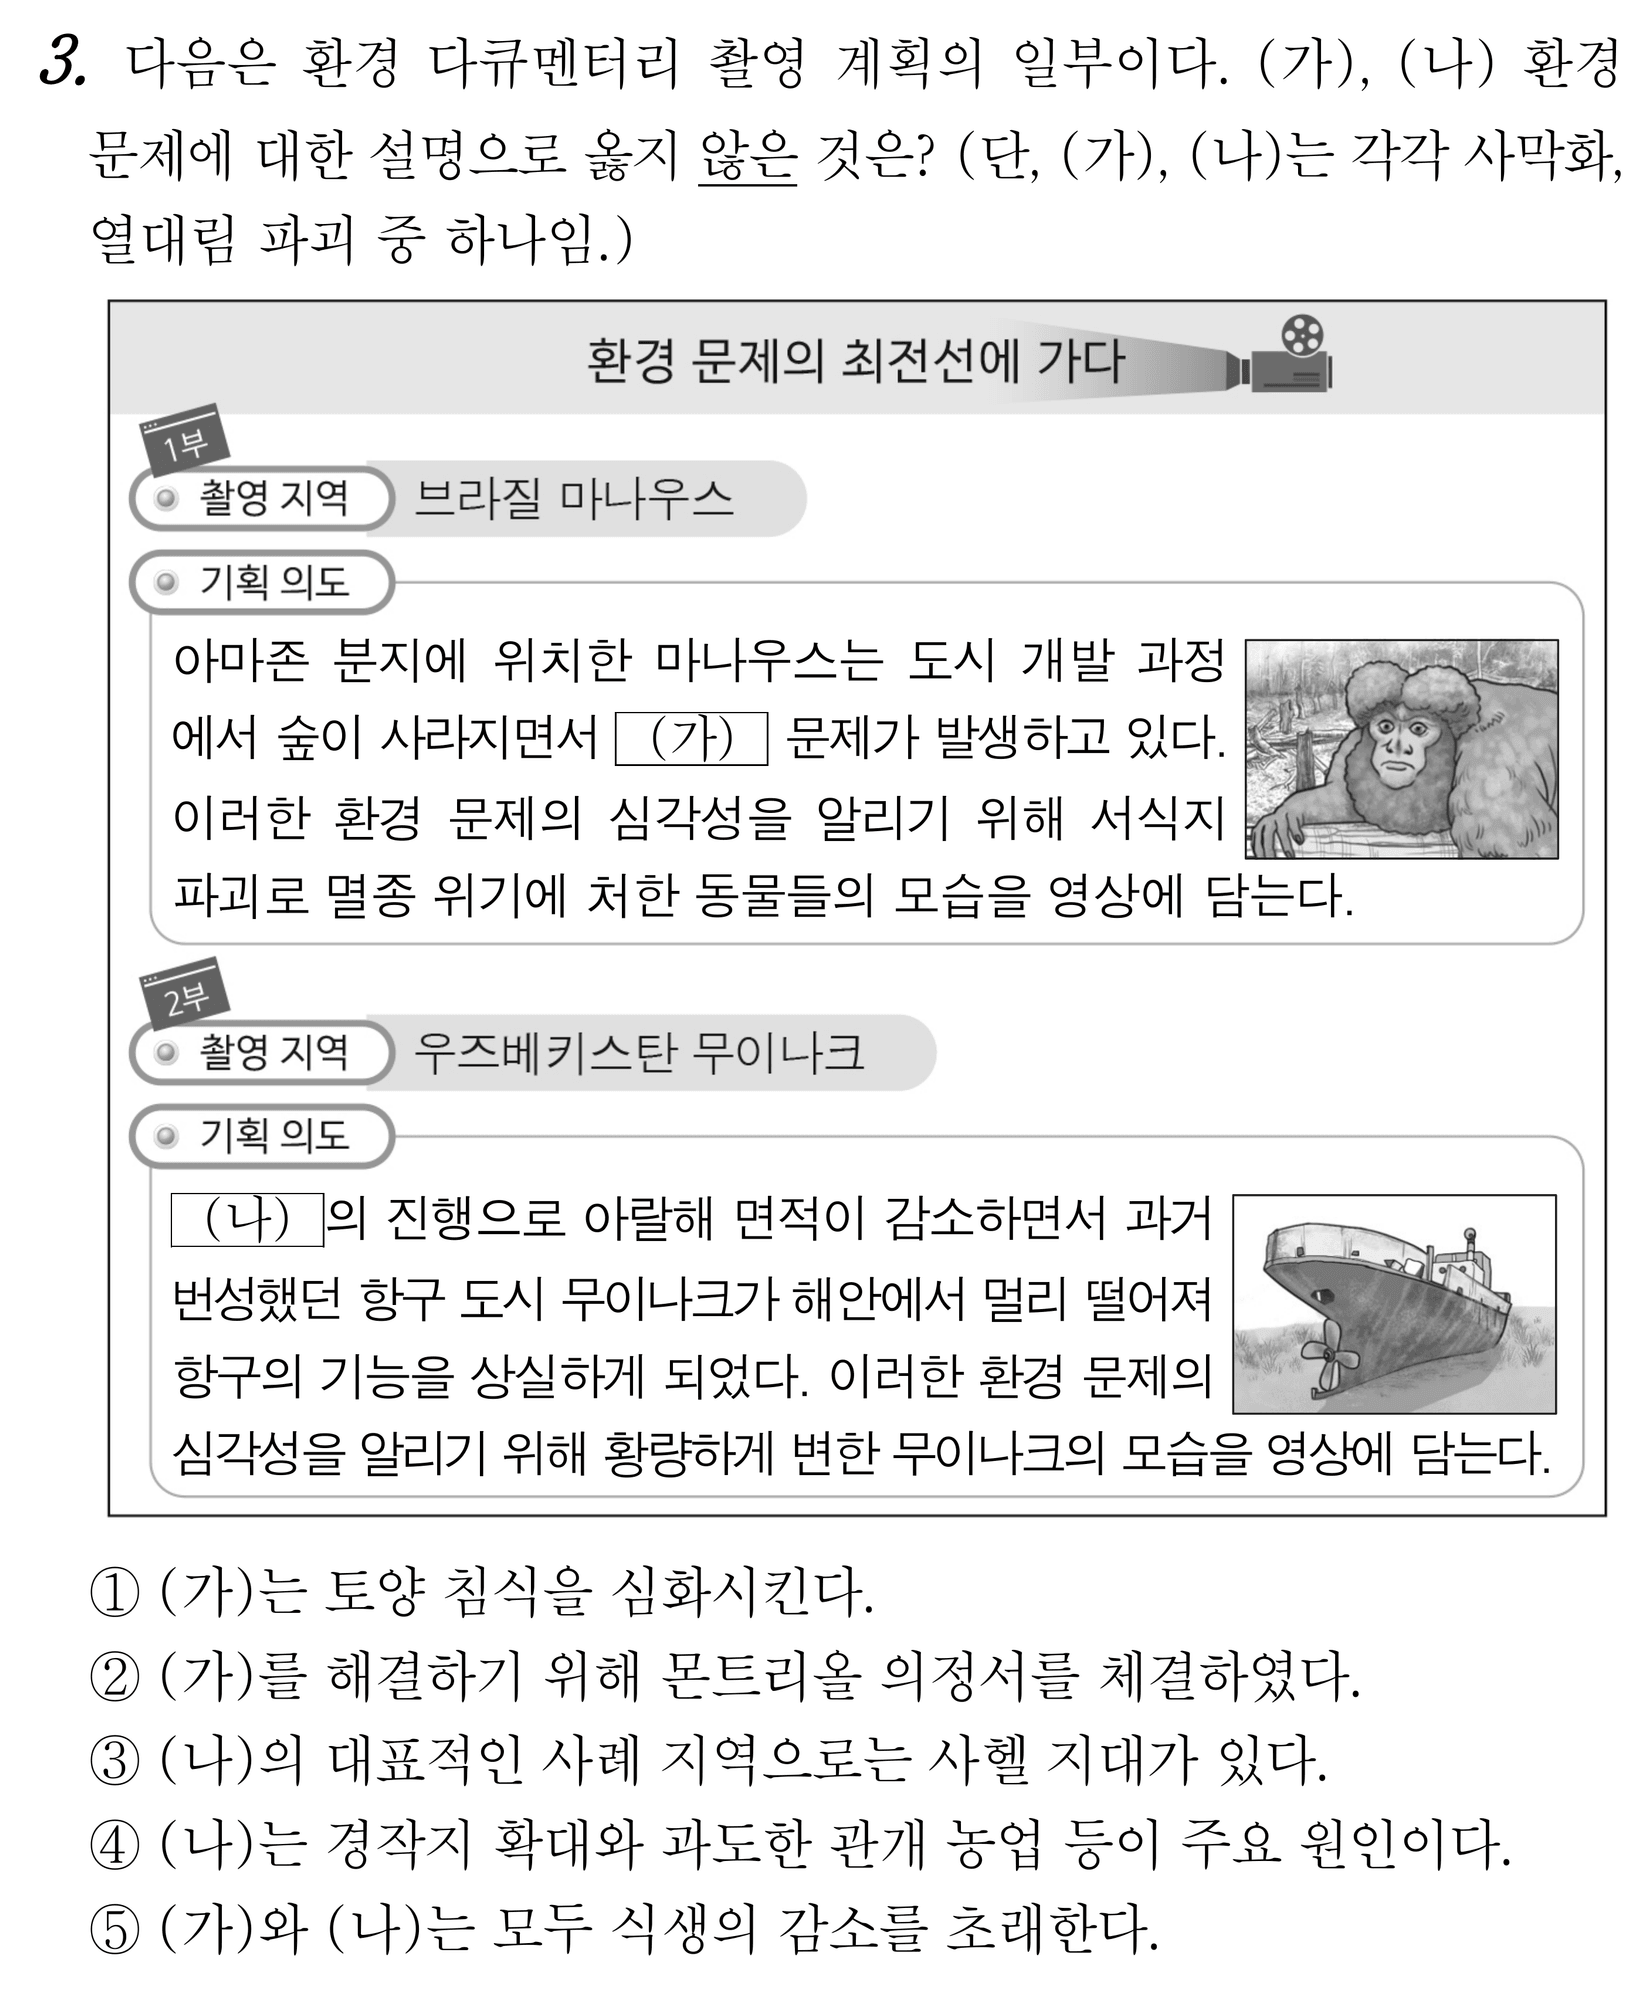 3. 다음은 환경 다큐멘터리 촬영 계획의 일부이다. (가), (나) 환경
문제에 대한 설명으로 옳지 않은 것은? (단, (가), (나)는 각각 사막화,
열대림 파괴 중 하나임.)
환경 문제의 최전선에 가다
1부
촬영 지역 브라질 마나우스
기획 의도
아마존 분지에 위치한 마나우스는 도시 개발 과정
에서 숲이 사라지면서 (가) 문제가 발생하고 있다.
이러한 환경 문제의 심각성을 알리기 위해 서식지
파괴로 멸종 위기에 처한 동물들의 모습을 영상에 담는다.
2부
촬영 지역 우즈베키스탄 무이나크
기획 의도
(나)의 진행으로 아랄해 면적이 감소하면서 과거
번성했던 항구 도시 무이나크가 해안에서 멀리 떨어져
항구의 기능을 상실하게 되었다. 이러한 환경 문제의
심각성을 알리기 위해 황량하게 변한 무이나크의 모습을 영상에 담는다.
① (가)는 토양 침식을 심화시킨다.
② (가)를 해결하기 위해 몬트리올 의정서를 체결하였다.
③ (나)의 대표적인 사례 지역으로는 사헬 지대가 있다.
④ (나)는 경작지 확대와 과도한 관개 농업 등이 주요 원인이다.
⑤ (가)와 (나)는 모두 식생의 감소를 초래한다.